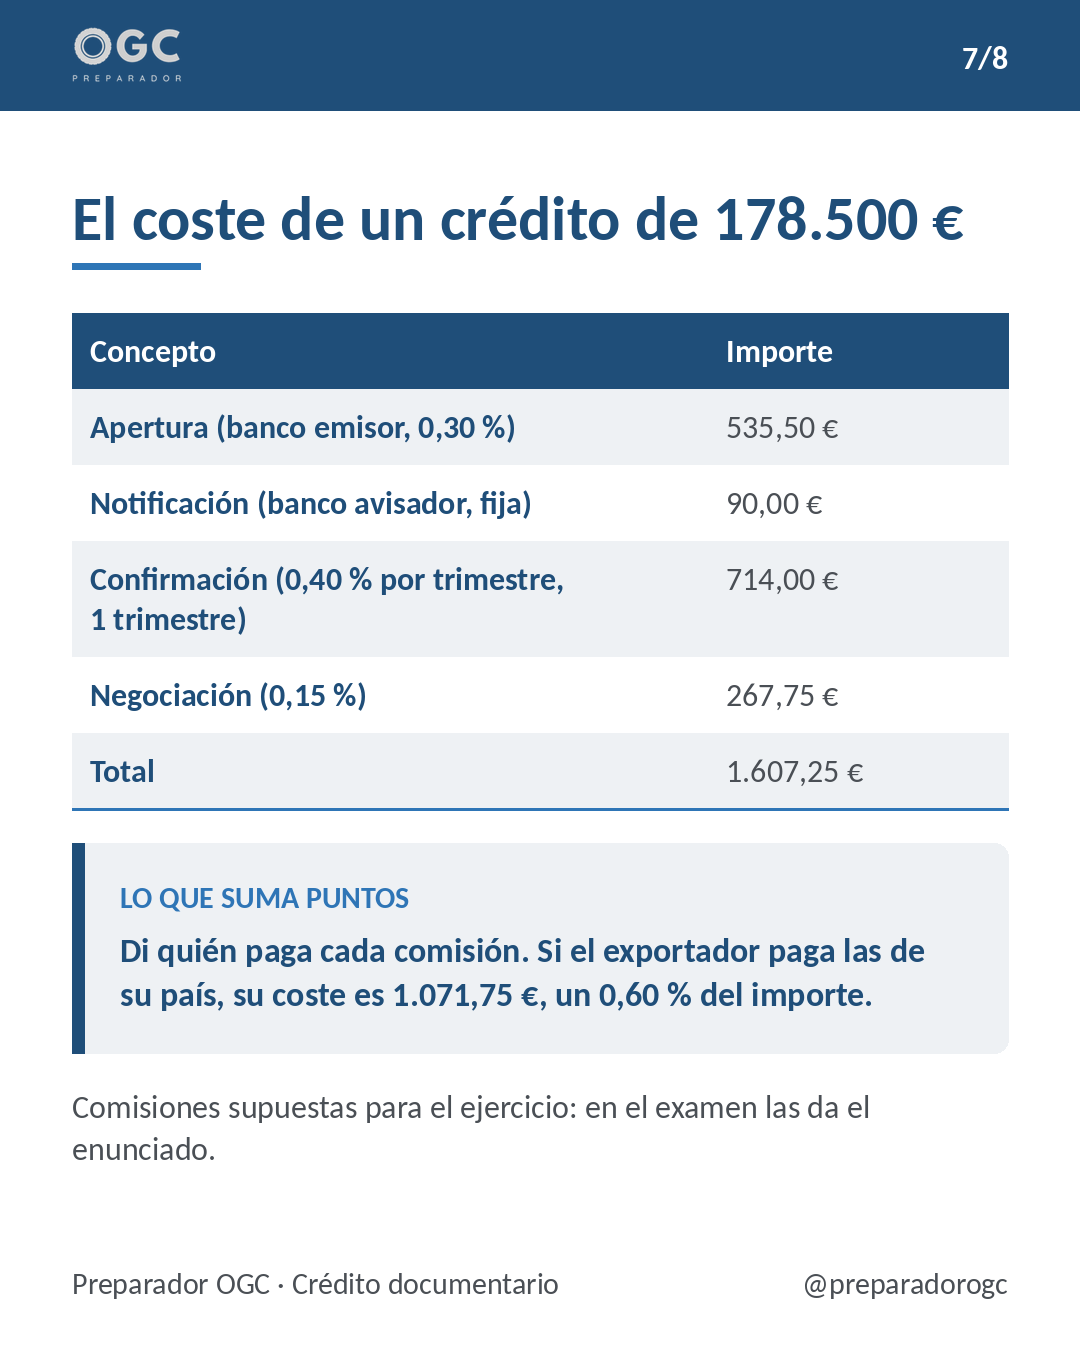 OGC
PREPARADOR
7/8
El coste de un crédito de 178.500 €
Concepto Importe
Apertura (banco emisor, 0,30 %) 535,50 €
Notificación (banco avisador, fija) 90,00 €
Confirmación (0,40 % por trimestre, 714,00 €
1 trimestre)
Negociación (0,15 %) 267,75 €
Total 1.607,25 €
LO QUE SUMA PUNTOS
Di quién paga cada comisión. Si el exportador paga las de
su país, su coste es 1.071,75 €, un 0,60 % del importe.
Comisiones supuestas para el ejercicio: en el examen las da el
enunciado.
Preparador OGC · Crédito documentario @preparadorogc